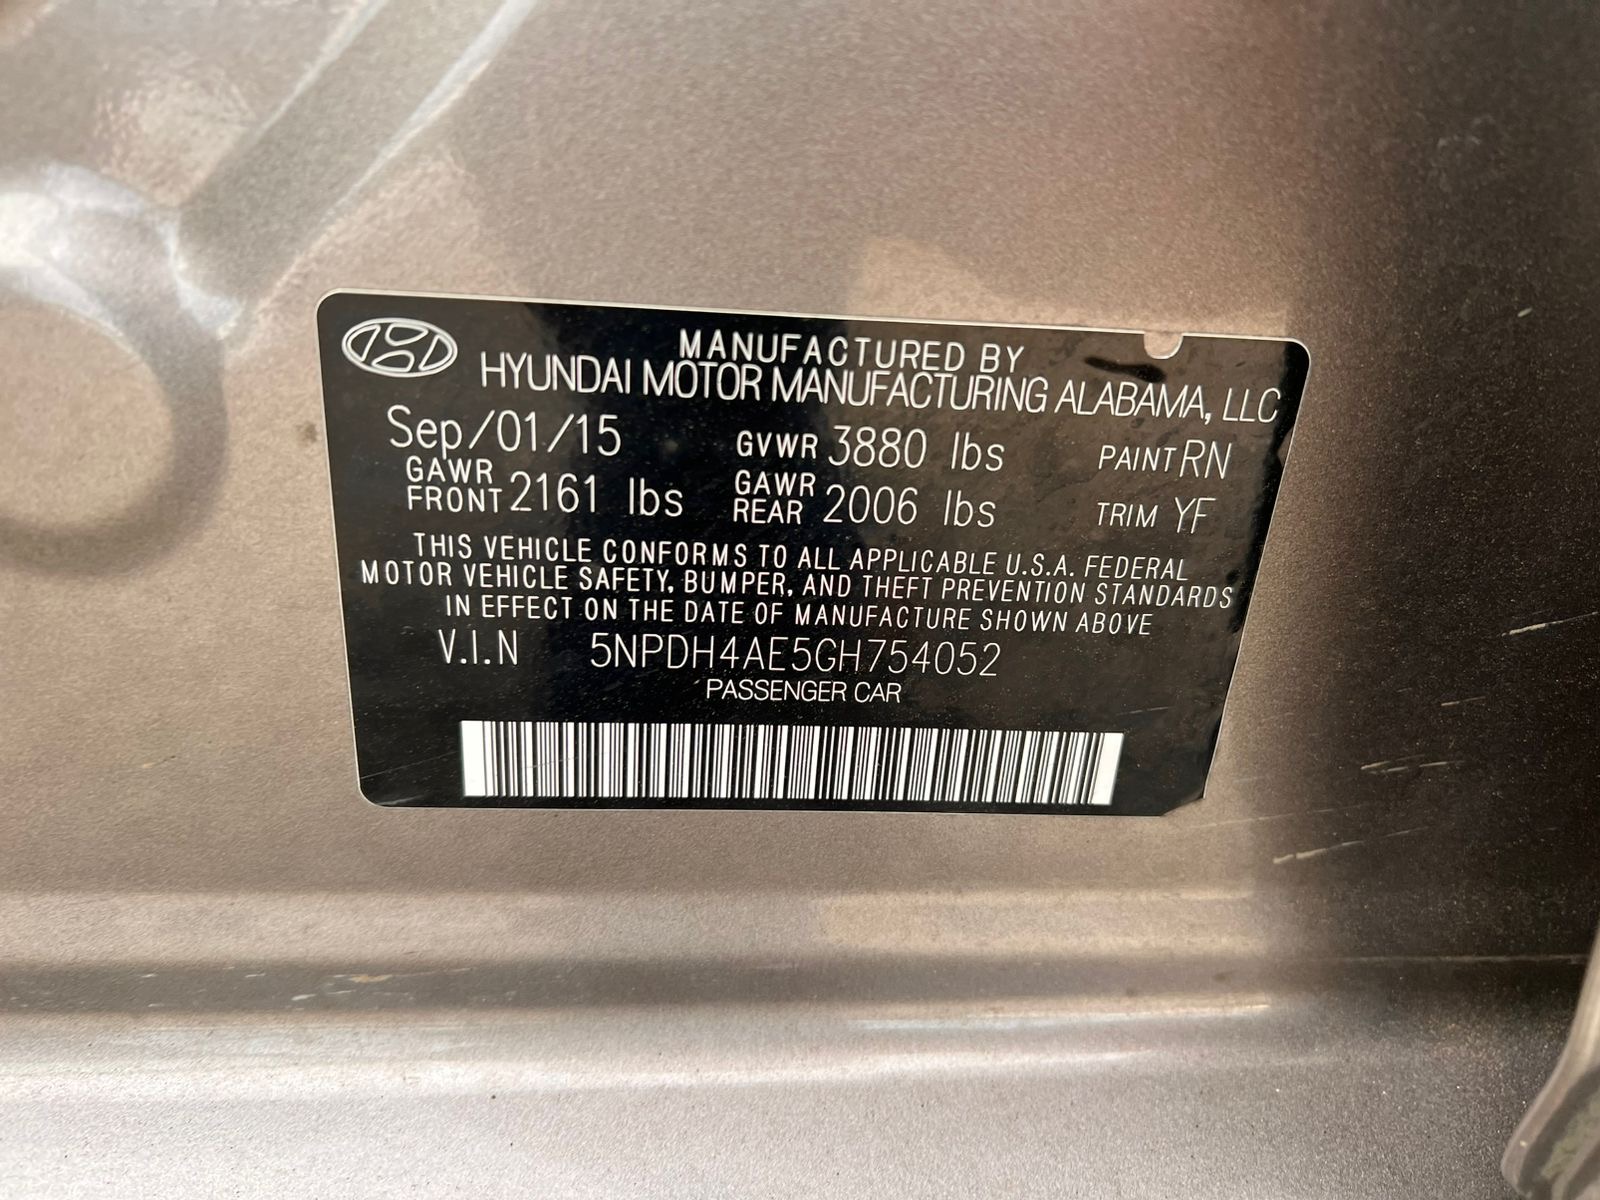 MANUFACTURED BY
HYUNDAI MOTOR MANUFACTURING ALABAMA, LLC
Sep/01/15 GVWR 3880 lbs PAINT RN
GAWR FRONT 2161 lbs GAWR REAR 2006 lbs TRIM YF
THIS VEHICLE CONFORMS TO ALL APPLICABLE U.S.A. FEDERAL
MOTOR VEHICLE SAFETY, BUMPER, AND THEFT PREVENTION STANDARDS
IN EFFECT ON THE DATE OF MANUFACTURE SHOWN ABOVE
V.I.N 5NPDH4AE5GH754052
PASSENGER CAR